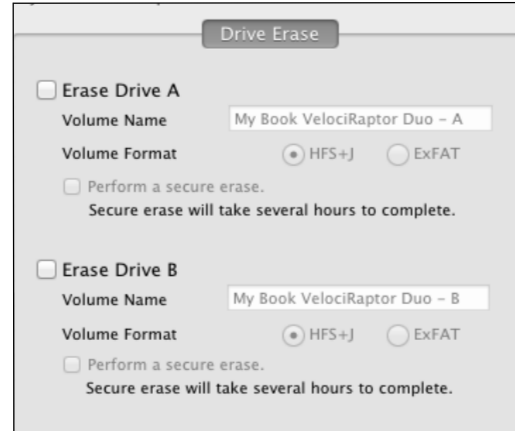 Drive Erase
Erase Drive A
Volume Name My Book VelociRaptor Duo – A
Volume Format HFS+J ExFAT
Perform a secure erase.
Secure erase will take several hours to complete.
Erase Drive B
Volume Name My Book VelociRaptor Duo – B
Volume Format HFS+J ExFAT
Perform a secure erase.
Secure erase will take several hours to complete.